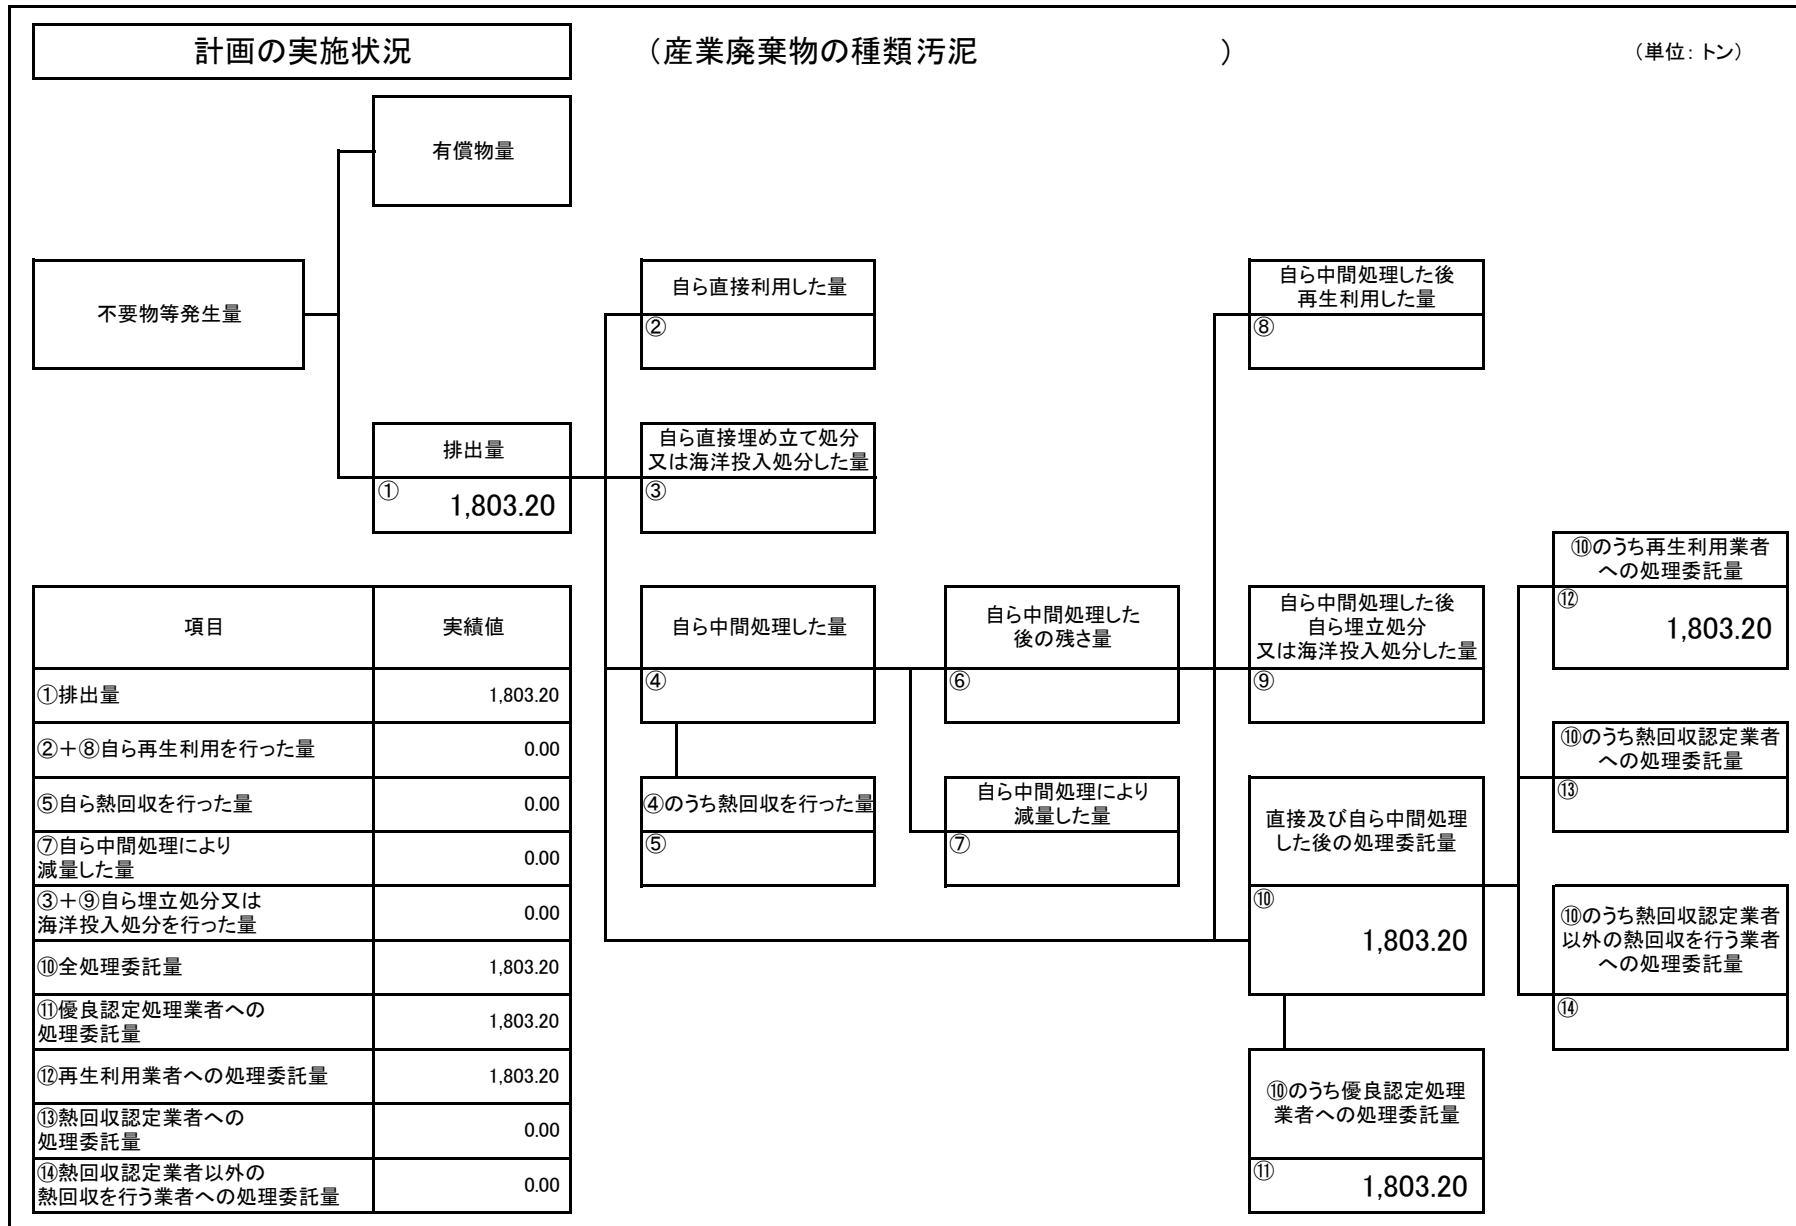 計画の実施状況
（産業廃棄物の種類汚泥　　　　　　　　　）
（単位：トン）
有償物量
不要物等発生量
自ら直接利用した量
②
自ら中間処理した後
再生利用した量
⑧
排出量
①
1,803.20
自ら直接埋め立て処分
又は海洋投入処分した量
③
⑩のうち再生利用業者
への処理委託量
⑫
1,803.20
自ら中間処理した量
④
自ら中間処理した
後の残さ量
⑥
自ら中間処理した後
自ら埋立処分
又は海洋投入処分した量
⑨
⑩のうち熱回収認定業者
への処理委託量
⑬
④のうち熱回収を行った量
⑤
自ら中間処理により
減量した量
⑦
直接及び自ら中間処理
した後の処理委託量
⑩
1,803.20
⑩のうち熱回収認定業者
以外の熱回収を行う業者
への処理委託量
⑭
⑩のうち優良認定処理
業者への処理委託量
⑪
1,803.20
項目 実績値
①排出量 1,803.20
②＋⑧自ら再生利用を行った量 0.00
⑤自ら熱回収を行った量 0.00
⑦自ら中間処理により
減量した量 0.00
③＋⑨自ら埋立処分又は
海洋投入処分を行った量 0.00
⑩全処理委託量 1,803.20
⑪優良認定処理業者への
処理委託量 1,803.20
⑫再生利用業者への処理委託量 1,803.20
⑬熱回収認定業者への
処理委託量 0.00
⑭熱回収認定業者以外の
熱回収を行う業者への処理委託量 0.00